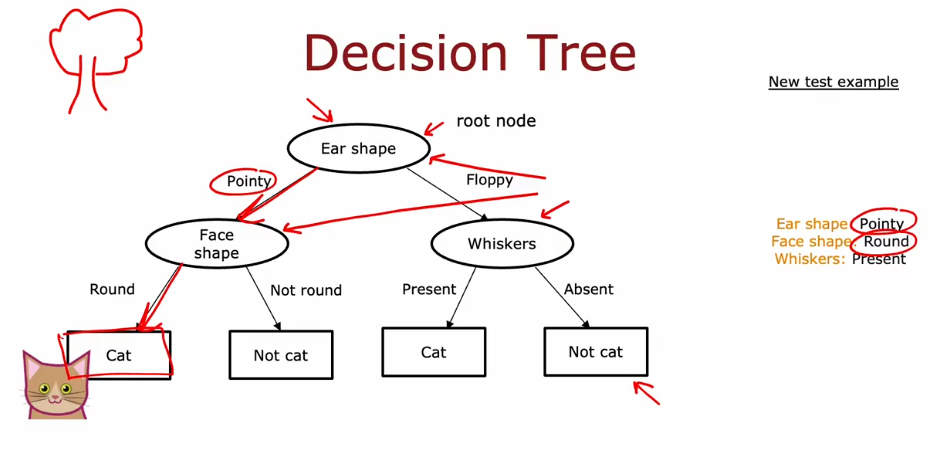 Decision Tree
New test example
root node
Ear shape
Pointy
Floppy
Face
shape
Whiskers
Ear shape: Pointy
Face shape: Round
Whiskers: Present
Round
Not round
Present
Absent
Cat
Not cat
Cat
Not cat